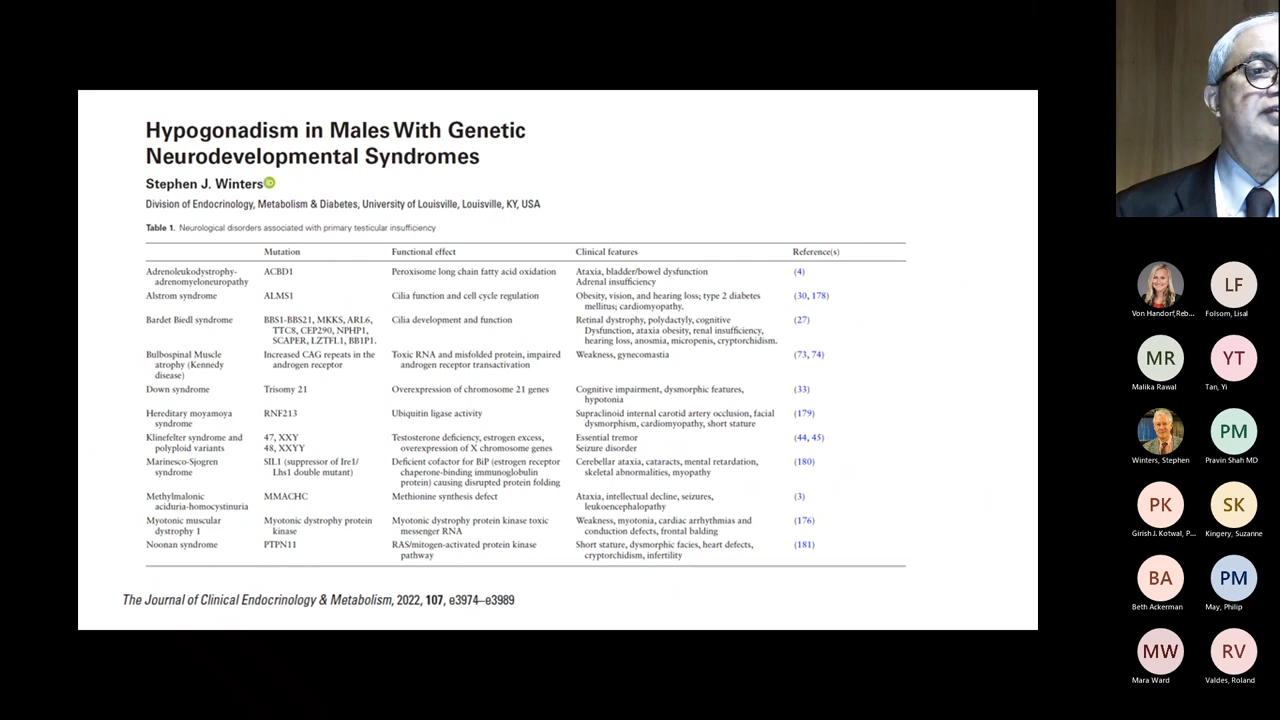 Hypogonadism in Males With Genetic
Neurodevelopmental Syndromes
Stephen J. Winters
Division of Endocrinology, Metabolism & Diabetes, University of Louisville, Louisville, KY, USA
Table 1. Neurological disorders associated with primary testicular insufficiency
Mutation Functional effect Clinical features Reference(s)
Adrenoleukodystrophy- ACBD1 Peroxisome long chain fatty acid oxidation Ataxia, bladder/bowel dysfunction (4)
adrenomyeloneuropathy Adrenal insufficiency
Alstrom syndrome ALMS1 Cilia function and cell cycle regulation Obesity, vision, and hearing loss; type 2 diabetes (30, 178)
mellitus; cardiomyopathy.
Bardet Biedl syndrome BBS1-BBS21, MKKS, ARL6, Cilia development and function Retinal dystrophy, polydactyly, cognitive (27)
TTC8, CEP290, NPHP1, Dysfunction, ataxia obesity, renal insufficiency,
SCAPER, LZTFL1, BB1P1. hearing loss, anosmia, micropenis, cryptorchidism.
Bulbospinal Muscle Increased CAG repeats in the Toxic RNA and misfolded protein, impaired Weakness, gynecomastia (73, 74)
atrophy (Kennedy androgen receptor androgen receptor transactivation
disease)
Down syndrome Trisomy 21 Overexpression of chromosome 21 genes Cognitive impairment, dysmorphic features, (33)
hypotonia
Hereditary moyamoya RNF213 Ubiquitin ligase activity Supraclinoid internal carotid artery occlusion, facial (179)
syndrome dysmorphism, cardiomyopathy, short stature
Klinefelter syndrome and 47, XXY Testosterone deficiency, estrogen excess, Essential tremor (44, 45)
polyploid variants 48, XXYY overexpression of X chromosome genes Seizure disorder
Marinesco-Sjogren SIL1 (suppressor of Ire1/ Deficient cofactor for BiP (estrogen receptor Cerebellar ataxia, cataracts, mental retardation, (180)
syndrome Lhs1 double mutant) chaperone-binding immunoglobulin skeletal abnormalities, myopathy
protein) causing disrupted protein folding
Methylmalonic MMACHC Methionine synthesis defect Ataxia, intellectual decline, seizures, (3)
aciduria-homocystinuria leukoencephalopathy
Myotonic muscular Myotonic dystrophy protein Myotonic dystrophy protein kinase toxic Weakness, myotonia, cardiac arrhythmias and (176)
dystrophy 1 kinase messenger RNA conduction defects, frontal balding
Noonan syndrome PTPN11 RAS/mitogen-activated protein kinase Short stature, dysmorphic facies, heart defects, (181)
pathway cryptorchidism, infertility
The Journal of Clinical Endocrinology & Metabolism, 2022, 107, e3974–e3989
LF
Von Handorf,Reb... Folsom, Lisal
MR YT
Malika Rawal Tan, Yi
PM
Winters, Stephen Pravin Shah MD
PK SK
Girish J. Kotwal, P... Kingery, Suzanne
BA PM
Beth Ackerman May, Philip
MW RV
Mara Ward Valdes, Roland